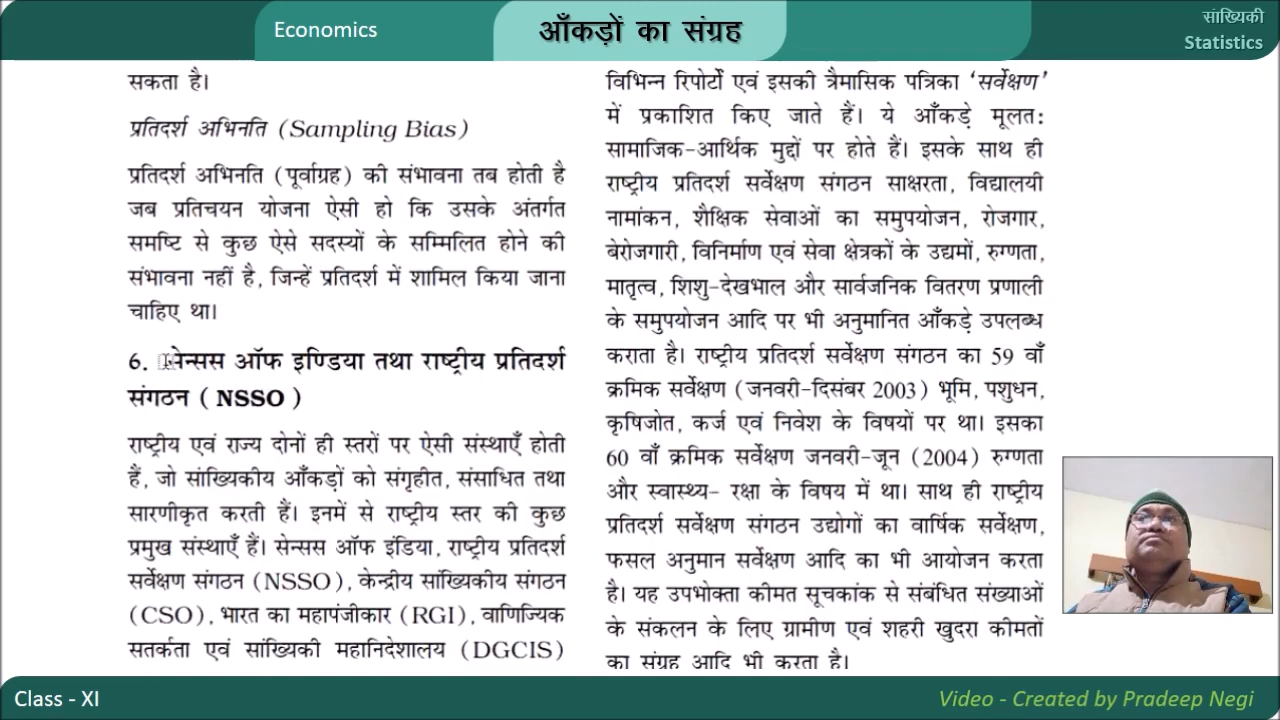 Economics
आँकड़ों का संग्रह
सांख्यिकी
Statistics
सकता है।
प्रतिदर्श अभिनति (Sampling Bias)
प्रतिदर्श अभिनति (पूर्वाग्रह) की संभावना तब होती है
जब प्रतिचयन योजना ऐसी हो कि उसके अंतर्गत
समष्टि से कुछ ऐसे सदस्यों के सम्मिलित होने की
संभावना नहीं है, जिन्हें प्रतिदर्श में शामिल किया जाना
चाहिए था।
6. सेन्सस ऑफ इण्डिया तथा राष्ट्रीय प्रतिदर्श
संगठन ( NSSO )
राष्ट्रीय एवं राज्य दोनों ही स्तरों पर ऐसी संस्थाएँ होती
हैं, जो सांख्यिकीय आँकड़ों को संगृहीत, संसाधित तथा
सारणीकृत करती हैं। इनमें से राष्ट्रीय स्तर की कुछ
प्रमुख संस्थाएँ हैं। सेन्सस ऑफ इंडिया, राष्ट्रीय प्रतिदर्श
सर्वेक्षण संगठन (NSSO), केन्द्रीय सांख्यिकीय संगठन
(CSO), भारत का महापंजीकार (RGI), वाणिज्यिक
सतर्कता एवं सांख्यिकी महानिदेशालय (DGCIS)
विभिन्न रिपोर्टों एवं इसकी त्रैमासिक पत्रिका ‘सर्वेक्षण’
में प्रकाशित किए जाते हैं। ये आँकड़े मूलत:
सामाजिक-आर्थिक मुद्दों पर होते हैं। इसके साथ ही
राष्ट्रीय प्रतिदर्श सर्वेक्षण संगठन साक्षरता, विद्यालयी
नामांकन, शैक्षिक सेवाओं का समुपयोजन, रोजगार,
बेरोजगारी, विनिर्माण एवं सेवा क्षेत्रकों के उद्यमों, रुग्णता,
मातृत्व, शिशु-देखभाल और सार्वजनिक वितरण प्रणाली
के समुपयोजन आदि पर भी अनुमानित आँकड़े उपलब्ध
कराता है। राष्ट्रीय प्रतिदर्श सर्वेक्षण संगठन का 59 वाँ
क्रमिक सर्वेक्षण (जनवरी-दिसंबर 2003) भूमि, पशुधन,
कृषिजोत, कर्ज एवं निवेश के विषयों पर था। इसका
60 वाँ क्रमिक सर्वेक्षण जनवरी-जून (2004) रुग्णता
और स्वास्थ्य- रक्षा के विषय में था। साथ ही राष्ट्रीय
प्रतिदर्श सर्वेक्षण संगठन उद्योगों का वार्षिक सर्वेक्षण,
फसल अनुमान सर्वेक्षण आदि का भी आयोजन करता
है। यह उपभोक्ता कीमत सूचकांक से संबंधित संख्याओं
के संकलन के लिए ग्रामीण एवं शहरी खुदरा कीमतों
का संग्रह आदि भी करता है।
Class - XI
Video - Created by Pradeep Negi